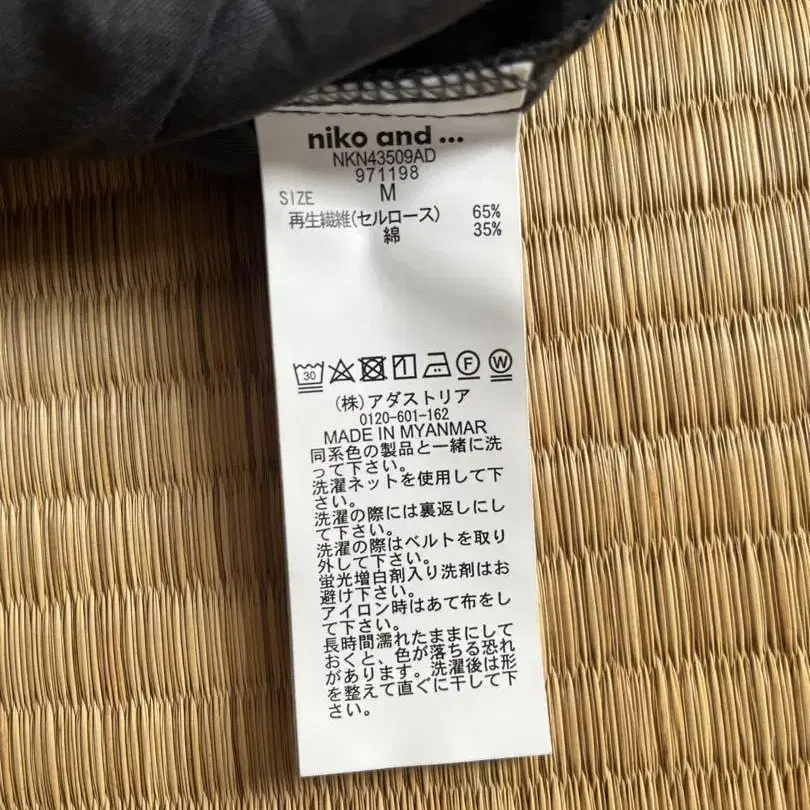 niko and ...
NKN43509AD
971198
SIZE M
再生繊維(セルロース) 65%
綿 35%
30 F W
(株)アダストリア
0120-601-162
MADE IN MYANMAR
同系色の製品と一緒に洗
って下さい。
洗濯ネットを使用して下
さい。
洗濯の際には裏返しにし
て下さい。
洗濯の際はベルトを取り
外して下さい。
蛍光増白剤入り洗剤はお
避け下さい。
アイロン時はあて布をし
て下さい。
長時間濡れたままにして
おくと、色が落ちる恐れ
があります。洗濯後は形
を整えて直ぐに干して下
さい。